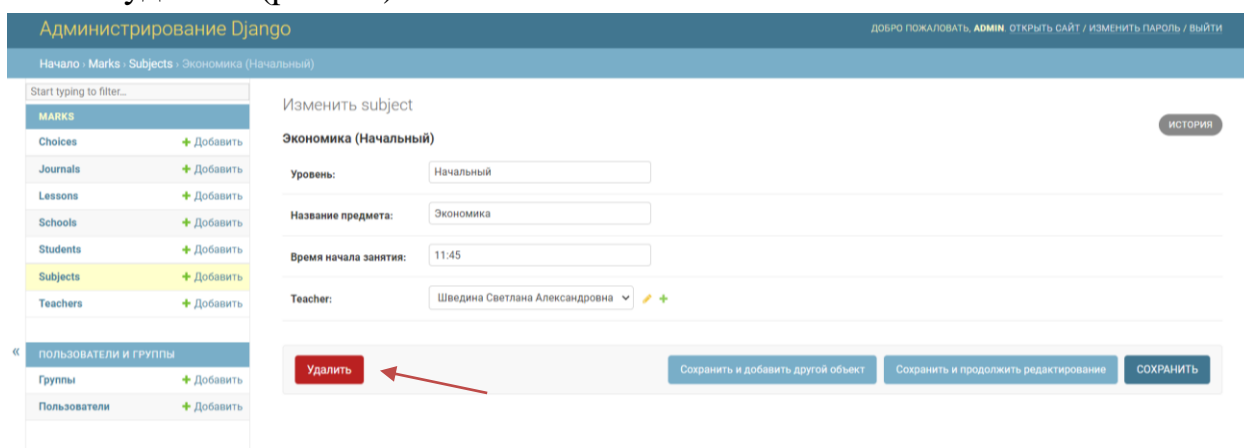 Администрирование Django
ДОБРО ПОЖАЛОВАТЬ, ADMIN. ОТКРЫТЬ САЙТ / ИЗМЕНИТЬ ПАРОЛЬ / ВЫЙТИ
Начало › Marks › Subjects › Экономика (Начальный)
Start typing to filter...
MARKS
Choices + Добавить
Journals + Добавить
Lessons + Добавить
Schools + Добавить
Students + Добавить
Subjects + Добавить
Teachers + Добавить
«
ПОЛЬЗОВАТЕЛИ И ГРУППЫ
Группы + Добавить
Пользователи + Добавить
Изменить subject
ИСТОРИЯ
Экономика (Начальный)
Уровень: Начальный
Название предмета: Экономика
Время начала занятия: 11:45
Teacher: Шведина Светлана Александровна
Удалить Сохранить и добавить другой объект Сохранить и продолжить редактирование СОХРАНИТЬ